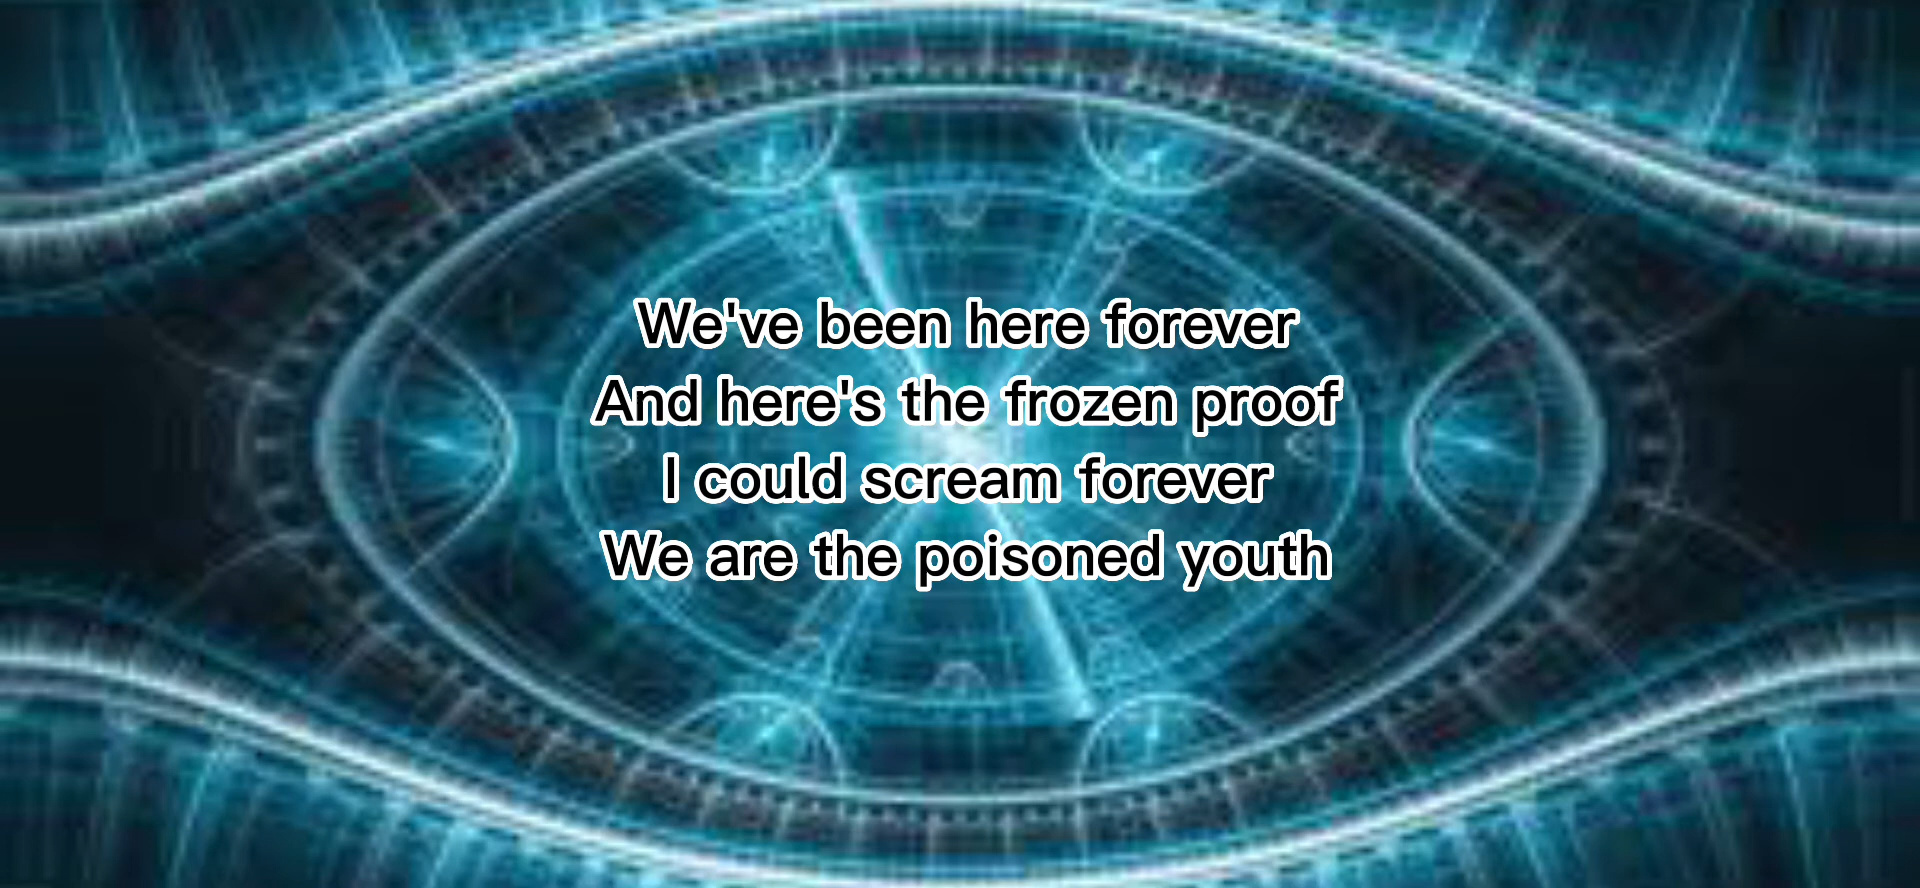 We've been here forever
And here's the frozen proof
I could scream forever
We are the poisoned youth